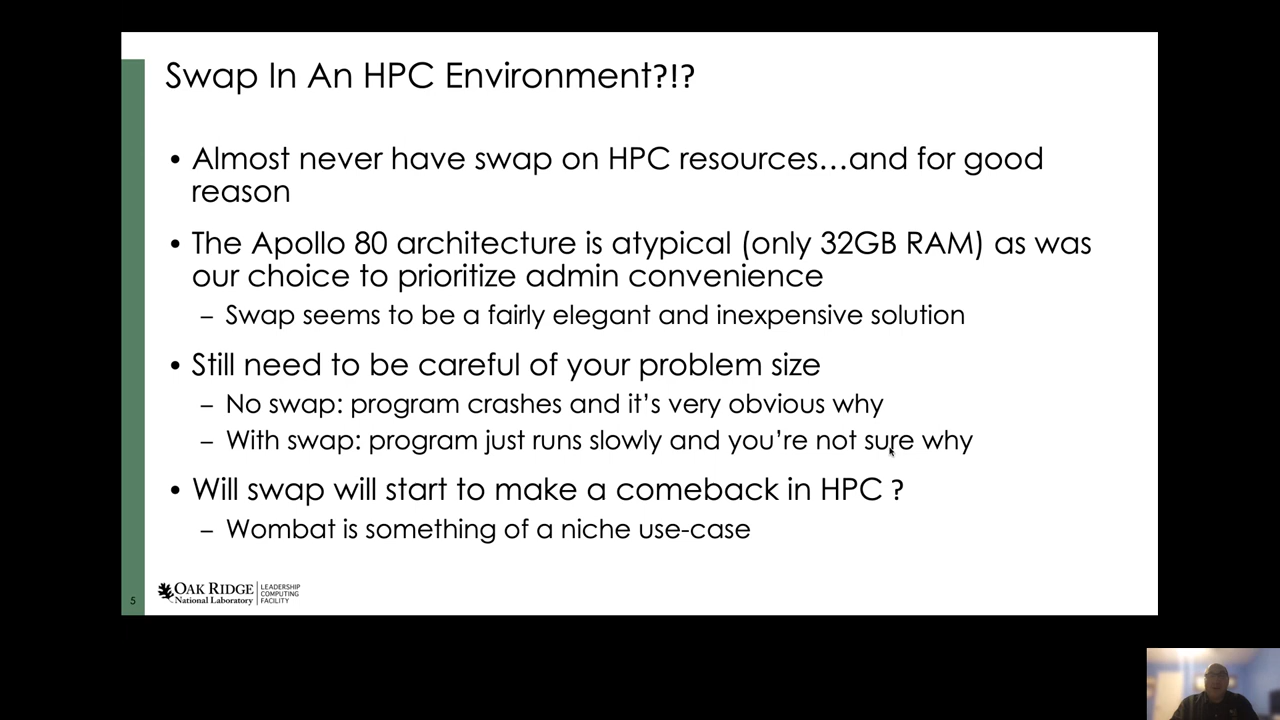 Swap In An HPC Environment?!?
• Almost never have swap on HPC resources…and for good
reason
• The Apollo 80 architecture is atypical (only 32GB RAM) as was
our choice to prioritize admin convenience
– Swap seems to be a fairly elegant and inexpensive solution
• Still need to be careful of your problem size
– No swap: program crashes and it's very obvious why
– With swap: program just runs slowly and you're not sure why
• Will swap will start to make a comeback in HPC ?
– Wombat is something of a niche use-case
5
OAK RIDGE
National Laboratory
LEADERSHIP
COMPUTING
FACILITY